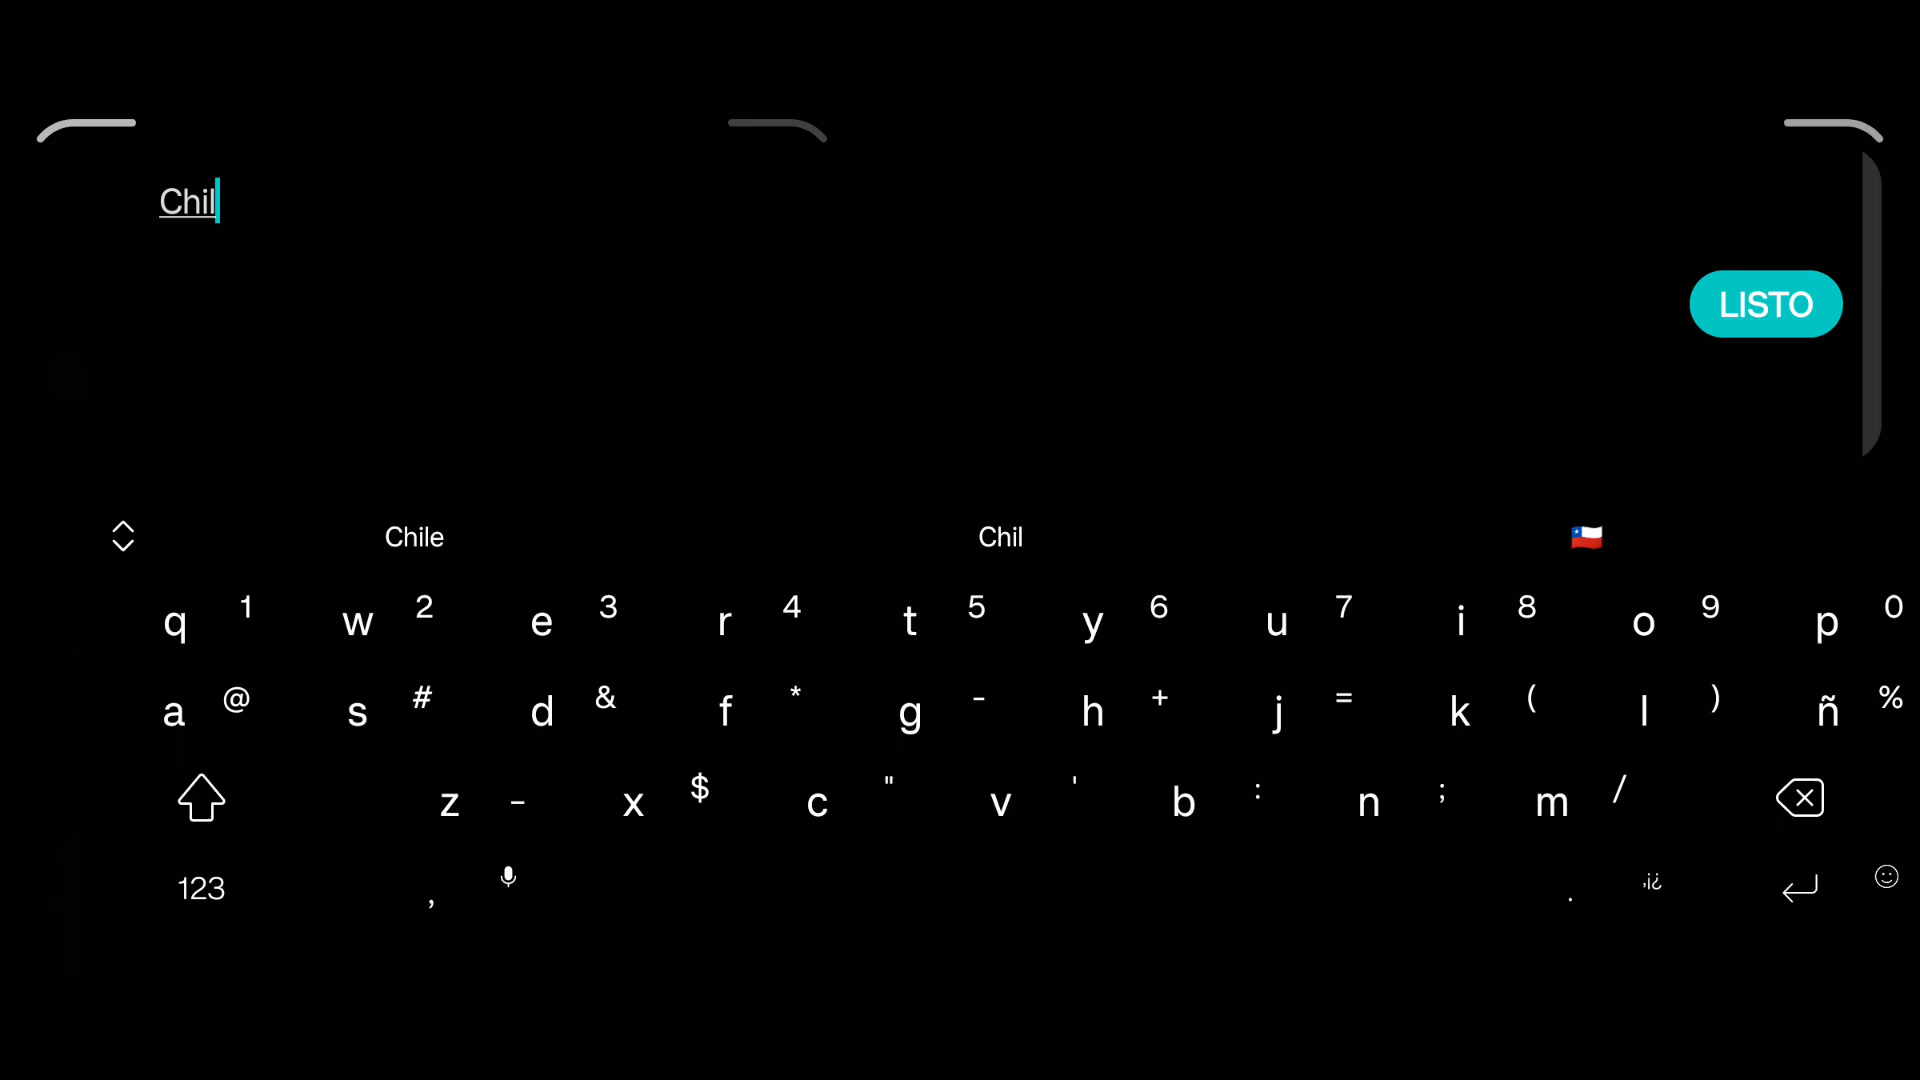 Chil
LISTO
Chile Chil
q 1 w 2 e 3 r 4 t 5 y 6 u 7 i 8 o 9 p 0
a @ s # d & f * g - h + j = k ( l ) ñ %
z - x $ c " v ' b : n ; m /
123 , . ,¡¿